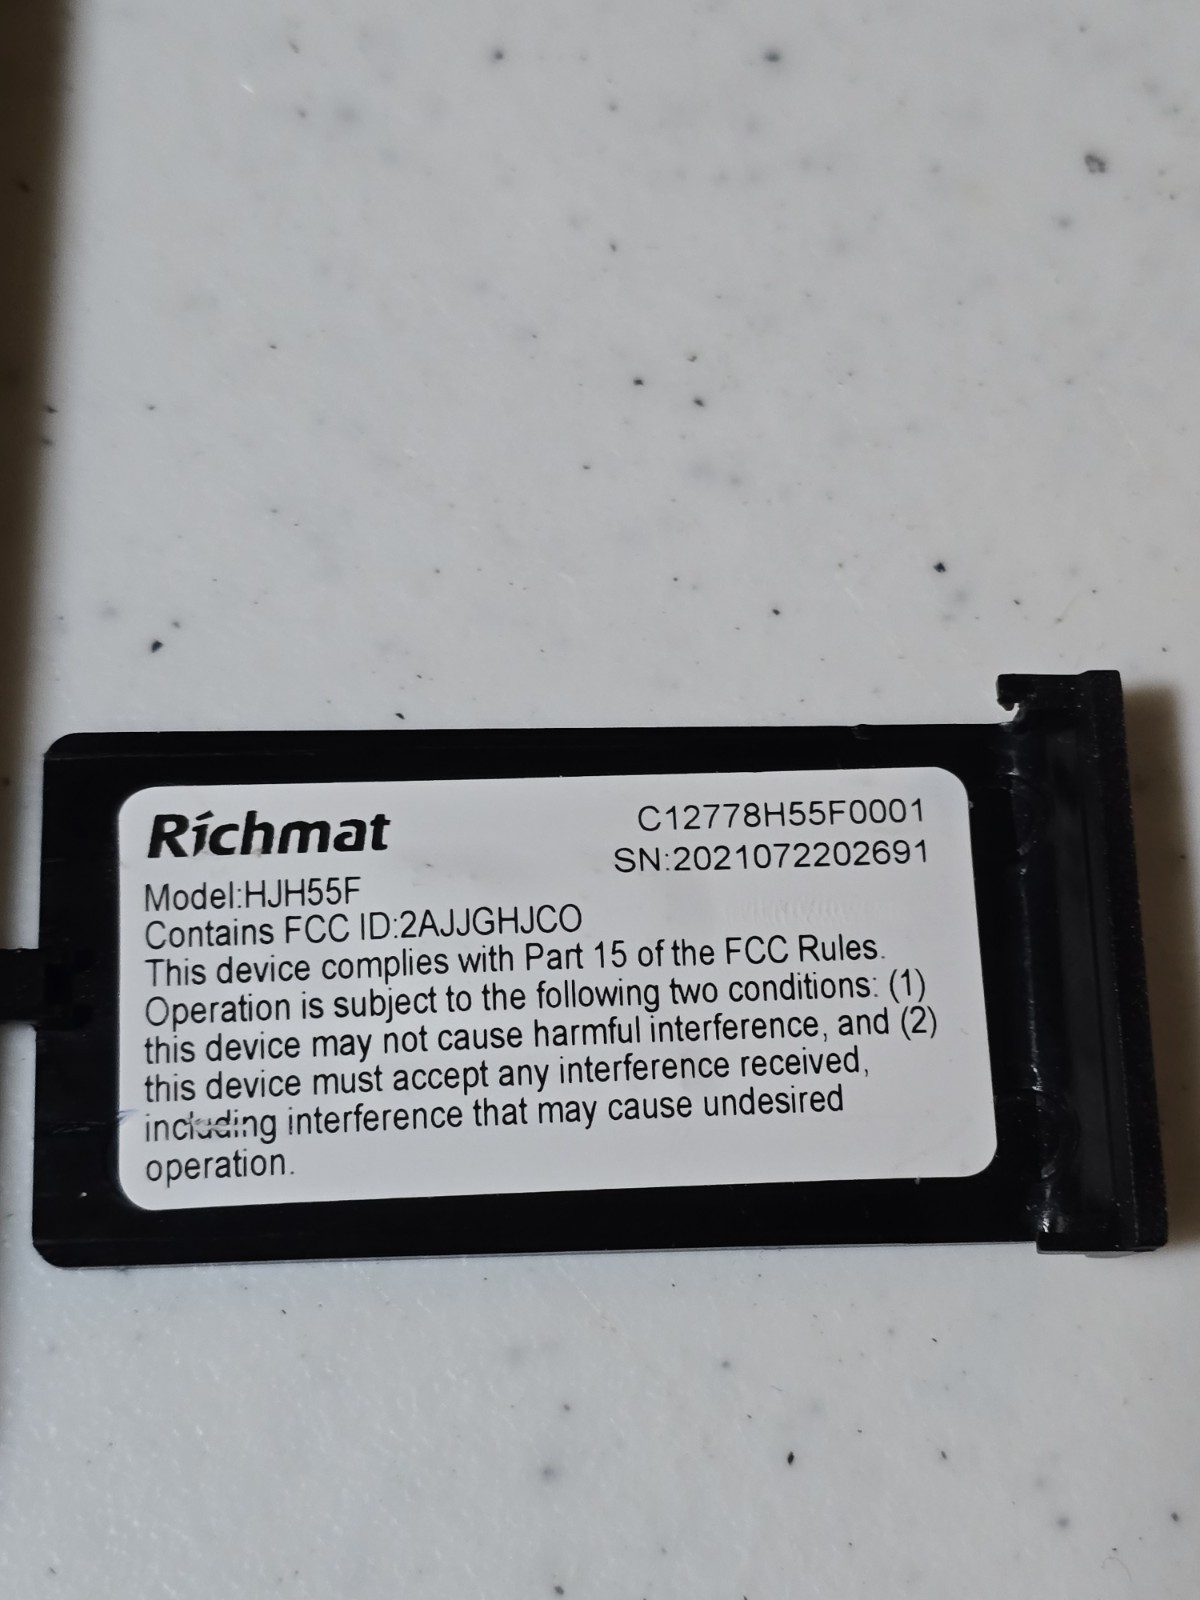 Richmat
C12778H55F0001
SN:2021072202691
Model:HJH55F
Contains FCC ID:2AJJGHJCO
This device complies with Part 15 of the FCC Rules.
Operation is subject to the following two conditions: (1)
this device may not cause harmful interference, and (2)
this device must accept any interference received,
including interference that may cause undesired
operation.